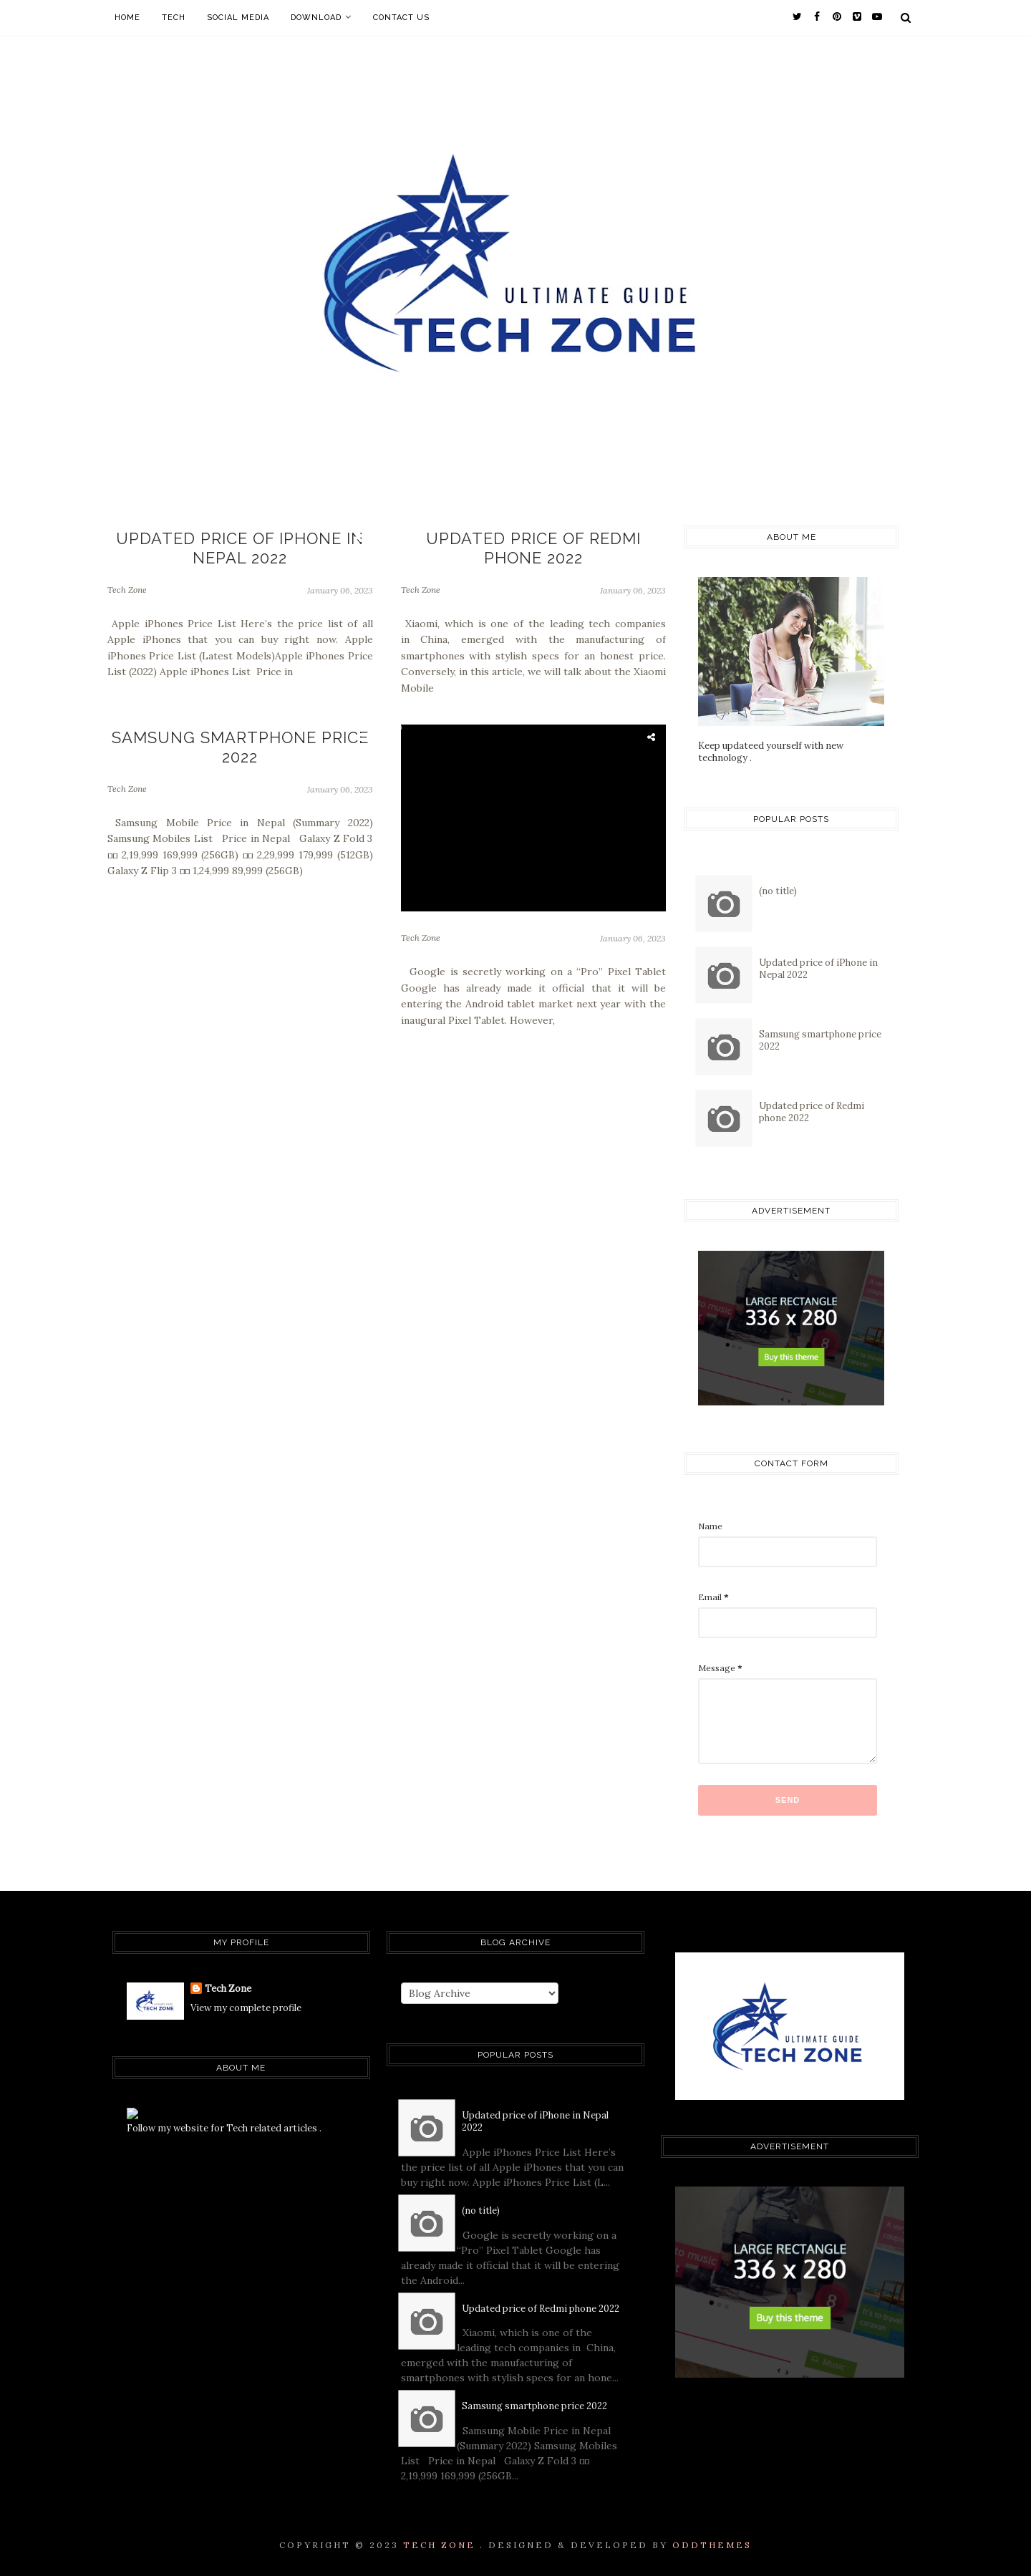 HOME TECH SOCIAL MEDIA DOWNLOAD CONTACT US
ULTIMATE GUIDE
TECH ZONE
UPDATED PRICE OF IPHONE IN
NEPAL 2022
Tech Zone January 06, 2023
Apple iPhones Price List Here’s the price list of all
Apple iPhones that you can buy right now. Apple
iPhones Price List (Latest Models)Apple iPhones Price
List (2022) Apple iPhones List Price in
UPDATED PRICE OF REDMI
PHONE 2022
Tech Zone January 06, 2023
Xiaomi, which is one of the leading tech companies
in China, emerged with the manufacturing of
smartphones with stylish specs for an honest price.
Conversely, in this article, we will talk about the Xiaomi
Mobile
SAMSUNG SMARTPHONE PRICE
2022
Tech Zone January 06, 2023
Samsung Mobile Price in Nepal (Summary 2022)
Samsung Mobiles List Price in Nepal Galaxy Z Fold 3
2,19,999 169,999 (256GB) 2,29,999 179,999 (512GB)
Galaxy Z Flip 3 1,24,999 89,999 (256GB)
Tech Zone January 06, 2023
Google is secretly working on a “Pro” Pixel Tablet
Google has already made it official that it will be
entering the Android tablet market next year with the
inaugural Pixel Tablet. However,
ABOUT ME
Keep updateed yourself with new
technology .
POPULAR POSTS
(no title)
Updated price of iPhone in
Nepal 2022
Samsung smartphone price
2022
Updated price of Redmi
phone 2022
ADVERTISEMENT
LARGE RECTANGLE
336 x 280
Buy this theme
CONTACT FORM
Name
Email *
Message *
SEND
MY PROFILE
TECH ZONE
Tech Zone
View my complete profile
ABOUT ME
Follow my website for Tech related articles .
BLOG ARCHIVE
Blog Archive
POPULAR POSTS
Updated price of iPhone in Nepal
2022
Apple iPhones Price List Here’s
the price list of all Apple iPhones that you can
buy right now. Apple iPhones Price List (L...
(no title)
Google is secretly working on a
“Pro” Pixel Tablet Google has
already made it official that it will be entering
the Android...
Updated price of Redmi phone 2022
Xiaomi, which is one of the
leading tech companies in China,
emerged with the manufacturing of
smartphones with stylish specs for an hone...
Samsung smartphone price 2022
Samsung Mobile Price in Nepal
(Summary 2022) Samsung Mobiles
List Price in Nepal Galaxy Z Fold 3
2,19,999 169,999 (256GB...
ULTIMATE GUIDE
TECH ZONE
ADVERTISEMENT
LARGE RECTANGLE
336 x 280
Buy this theme
COPYRIGHT © 2023 TECH ZONE . DESIGNED & DEVELOPED BY ODDTHEMES